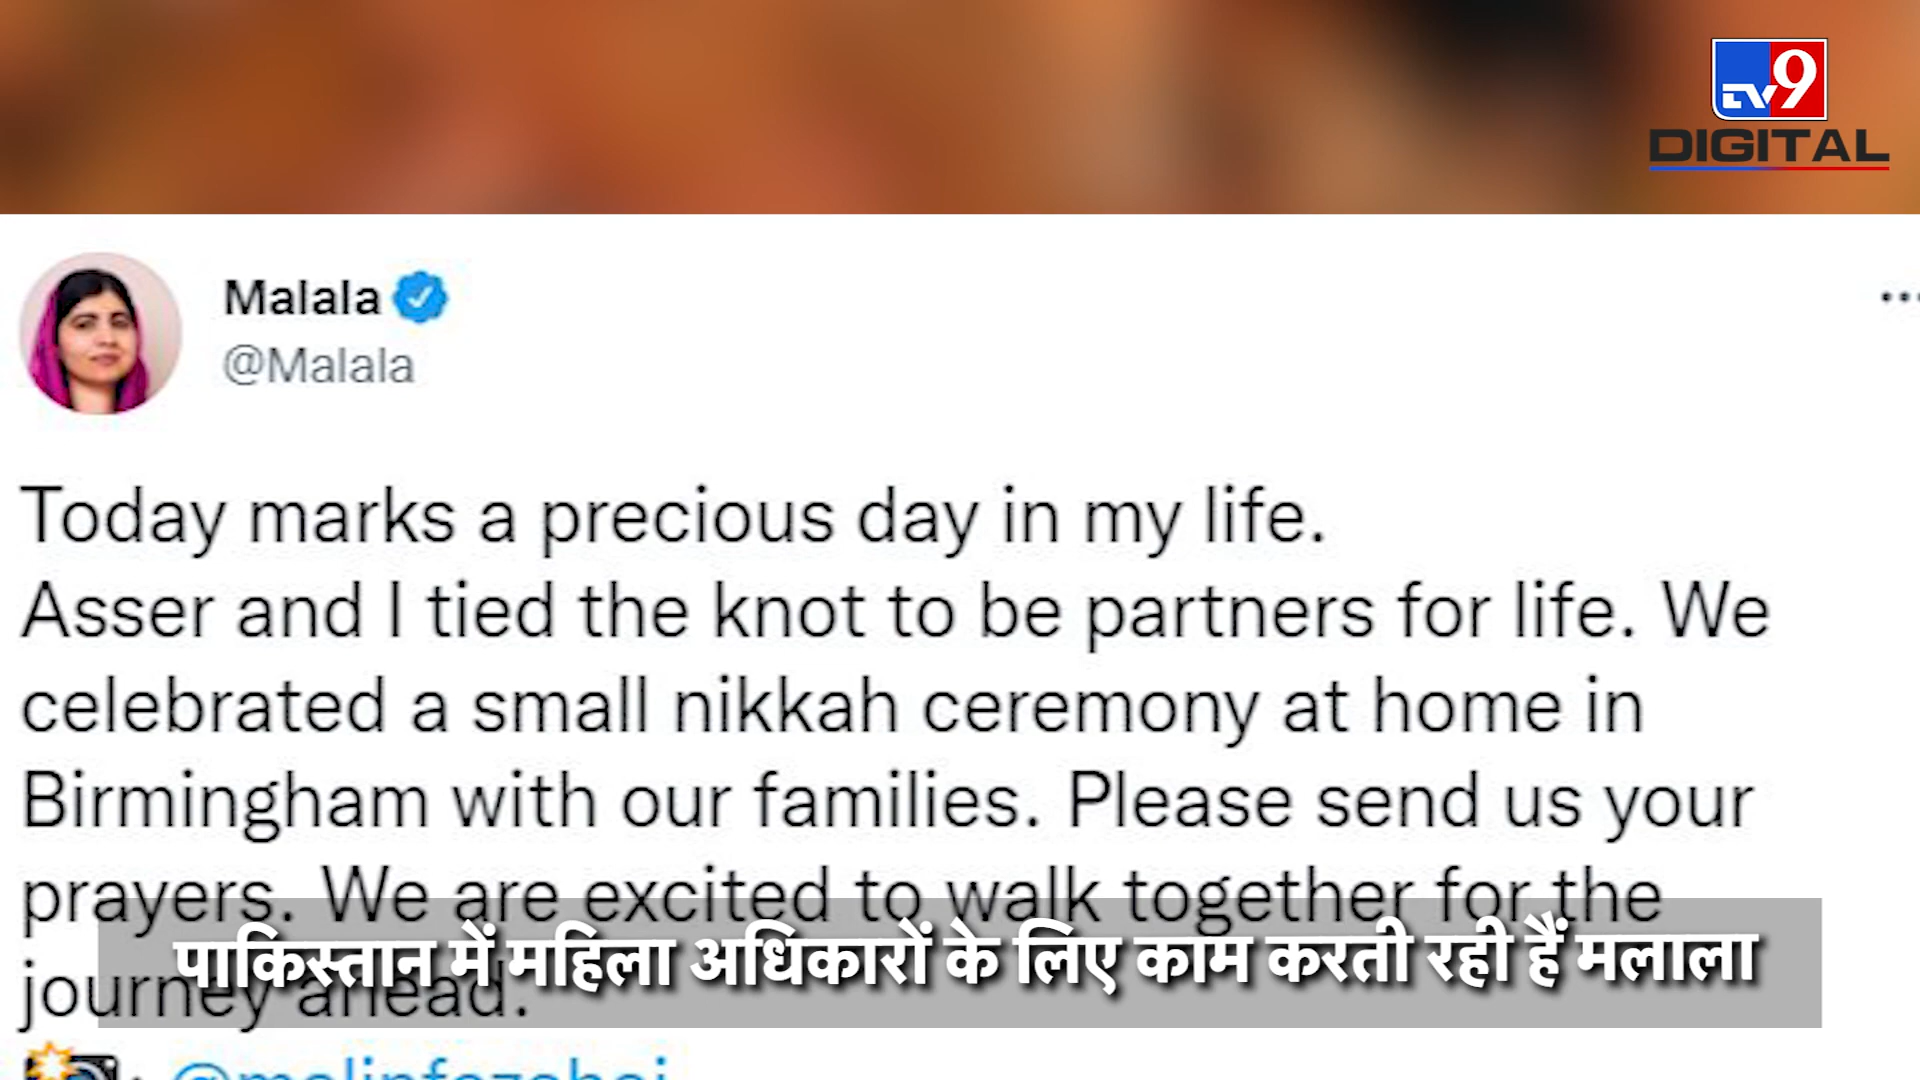 TV9
DIGITAL
Malala
@Malala
Today marks a precious day in my life.
Asser and I tied the knot to be partners for life. We
celebrated a small nikkah ceremony at home in
Birmingham with our families. Please send us your
prayers. We are excited to walk together for the
journey ahead.
पाकिस्तान में महिला अधिकारों के लिए काम करती रही हैं मलाला